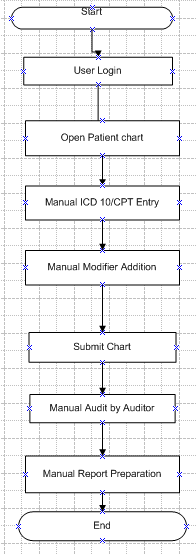 Start
User Login
Open Patient chart
Manual ICD 10/CPT Entry
Manual Modifier Addition
Submit Chart
Manual Audit by Auditor
Manual Report Preparation
End